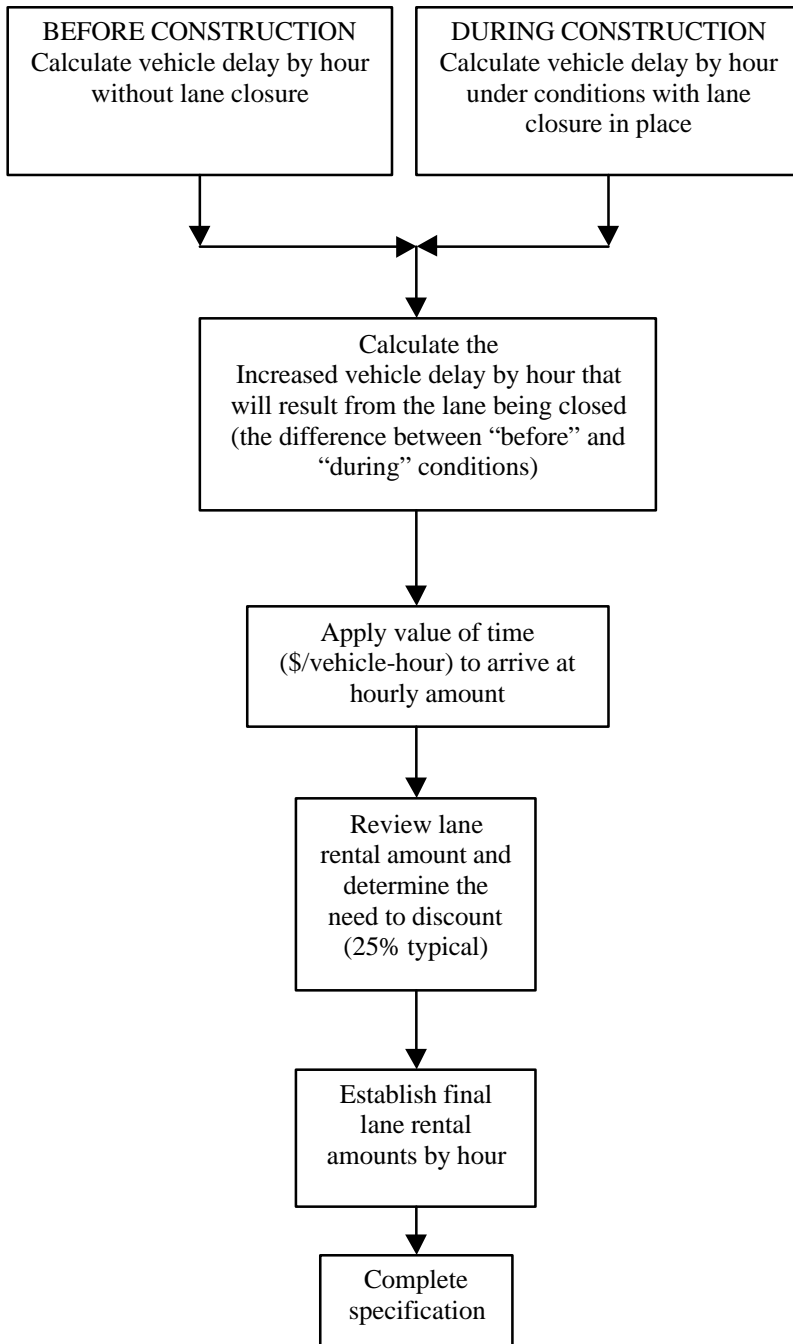 BEFORE CONSTRUCTION
Calculate vehicle delay by hour
without lane closure
DURING CONSTRUCTION
Calculate vehicle delay by hour
under conditions with lane
closure in place
Calculate the
Increased vehicle delay by hour that
will result from the lane being closed
(the difference between “before” and
“during” conditions)
Apply value of time
($/vehicle-hour) to arrive at
hourly amount
Review lane
rental amount and
determine the
need to discount
(25% typical)
Establish final
lane rental
amounts by hour
Complete
specification